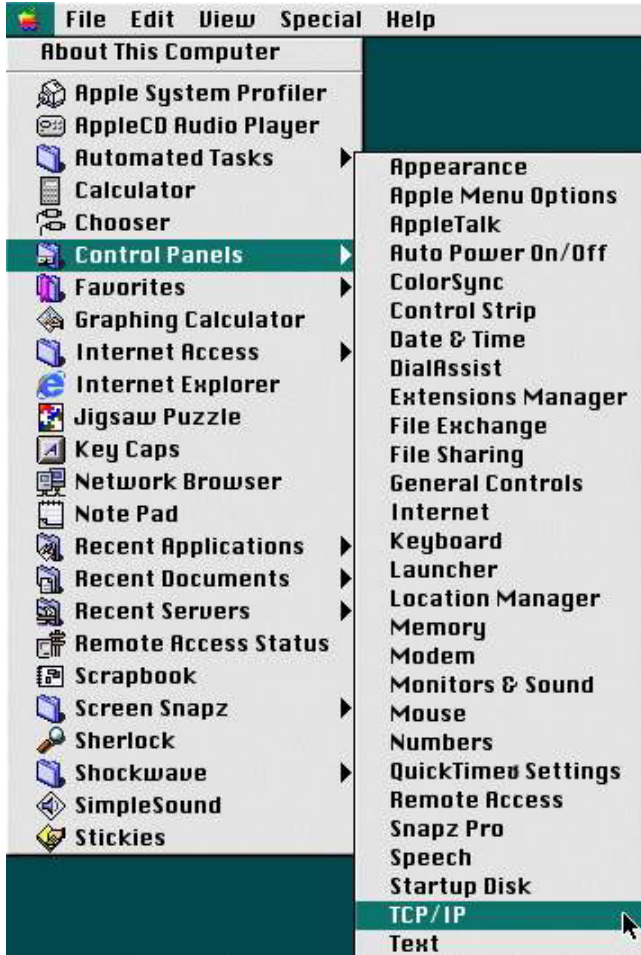 File Edit View Special Help
About This Computer
Apple System Profiler
AppleCD Audio Player
Automated Tasks
Calculator
Chooser
Control Panels
Favorites
Graphing Calculator
Internet Access
Internet Explorer
Jigsaw Puzzle
Key Caps
Network Browser
Note Pad
Recent Applications
Recent Documents
Recent Servers
Remote Access Status
Scrapbook
Screen Snapz
Sherlock
Shockwave
SimpleSound
Stickies
Appearance
Apple Menu Options
AppleTalk
Auto Power On/Off
ColorSync
Control Strip
Date & Time
DialAssist
Extensions Manager
File Exchange
File Sharing
General Controls
Internet
Keyboard
Launcher
Location Manager
Memory
Modem
Monitors & Sound
Mouse
Numbers
QuickTime™ Settings
Remote Access
Snapz Pro
Speech
Startup Disk
TCP/IP
Text